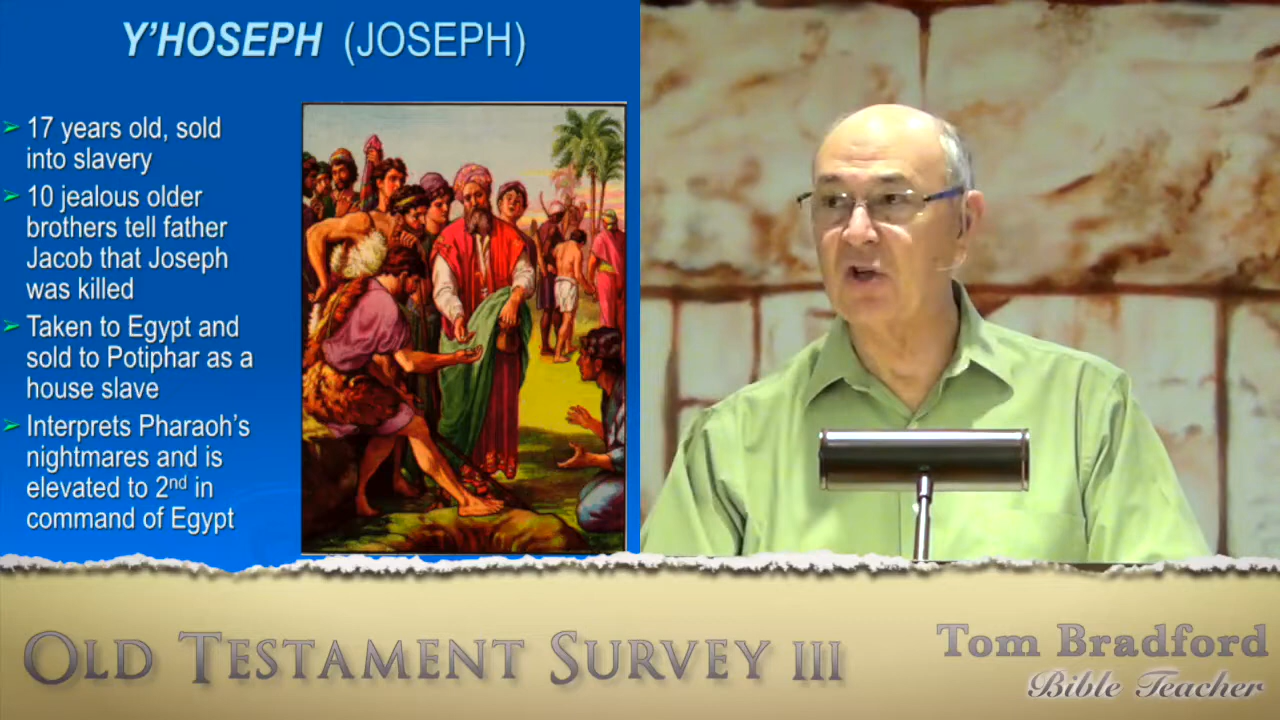 Y'HOSEPH (JOSEPH)
➢ 17 years old, sold
into slavery
➢ 10 jealous older
brothers tell father
Jacob that Joseph
was killed
➢ Taken to Egypt and
sold to Potiphar as a
house slave
➢ Interprets Pharaoh's
nightmares and is
elevated to 2nd in
command of Egypt
OLD TESTAMENT SURVEY III
Tom Bradford
Bible Teacher